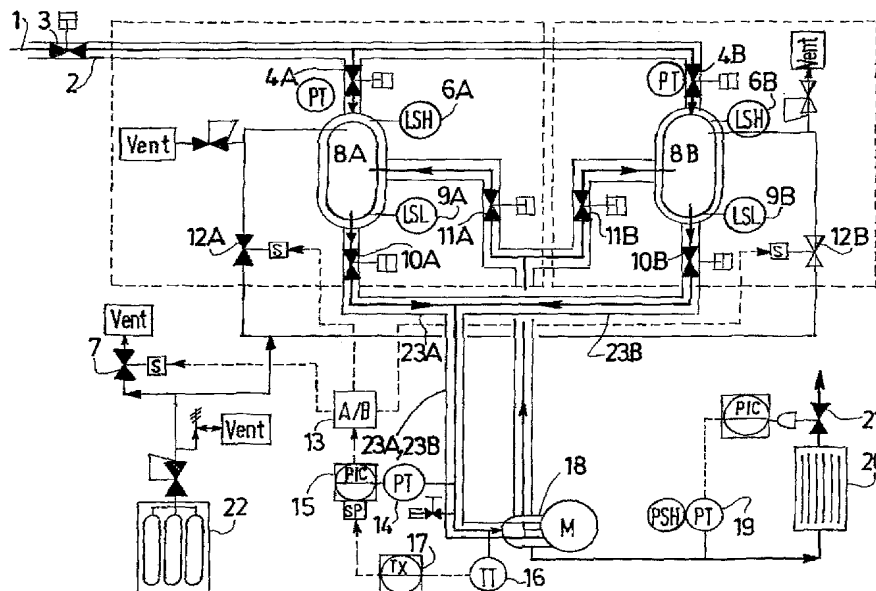 1
3
2
4A
PT
6A
LSH
8A
Vent
9A
LSL
12A
S
10A
11A
4B
PT
6B
LSH
8B
Vent
9B
LSL
11B
10B
S
12B
23A
23B
Vent
7
S
A/B
13
23A,23B
Vent
22
15
PIC
SP
PT
14
18
M
17
TX
TT
16
PIC
PSH
PT
19
20